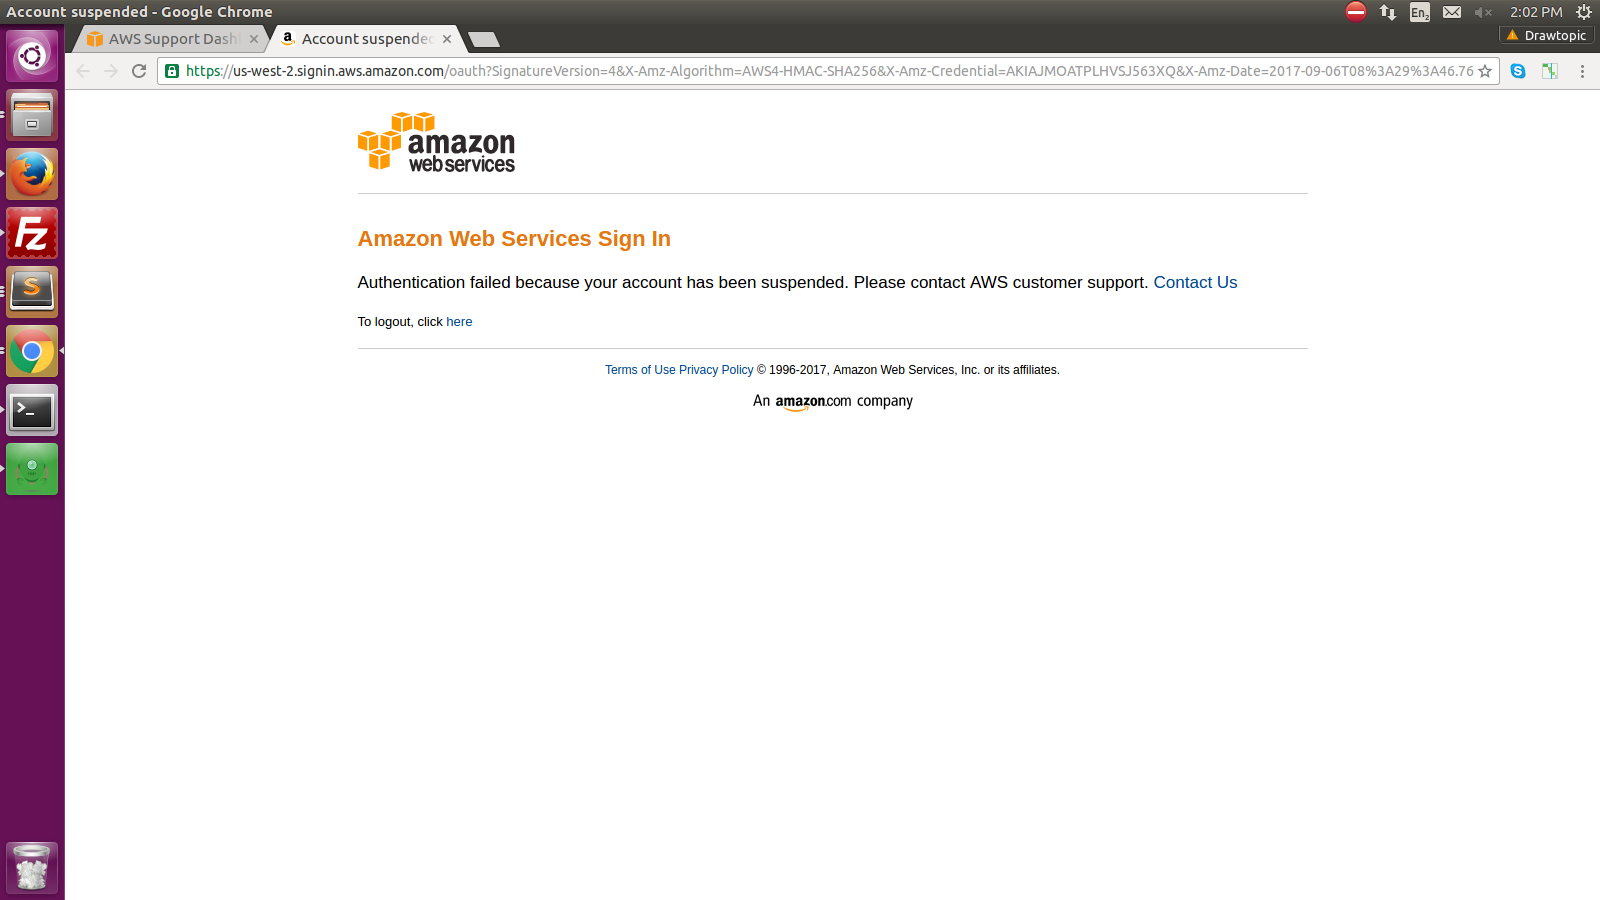 Account suspended - Google Chrome
En2
2:02 PM
AWS Support Dash
Account suspended
Drawtopic
https://us-west-2.signin.aws.amazon.com/oauth?SignatureVersion=4&X-Amz-Algorithm=AWS4-HMAC-SHA256&X-Amz-Credential=AKIAJMOATPLHVSJ563XQ&X-Amz-Date=2017-09-06T08%3A29%3A46.76
amazon
web services
Amazon Web Services Sign In
Authentication failed because your account has been suspended. Please contact AWS customer support. Contact Us
To logout, click here
Terms of Use Privacy Policy © 1996-2017, Amazon Web Services, Inc. or its affiliates.
An amazon.com company